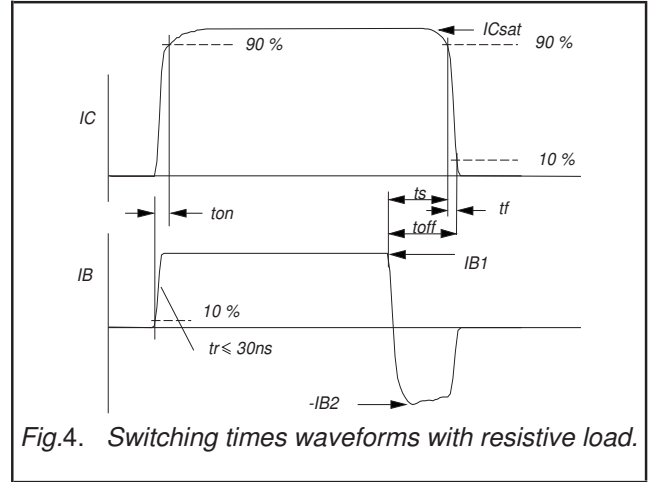 ICsat
90 %
90 %
IC
10 %
ts
ton
tf
toff
IB
IB1
10 %
tr ≤ 30ns
-IB2
Fig.4. Switching times waveforms with resistive load.